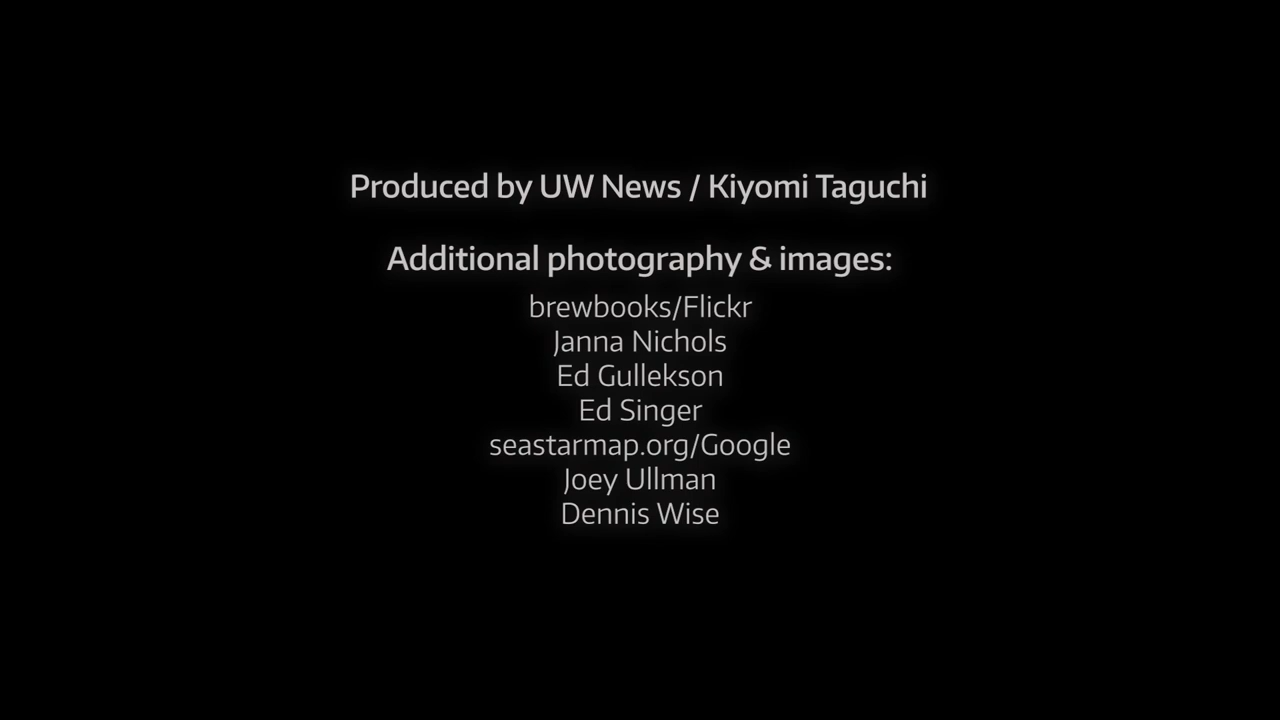 Produced by UW News / Kiyomi Taguchi
Additional photography & images:
brewbooks/Flickr
Janna Nichols
Ed Gullekson
Ed Singer
seastarmap.org/Google
Joey Ullman
Dennis Wise